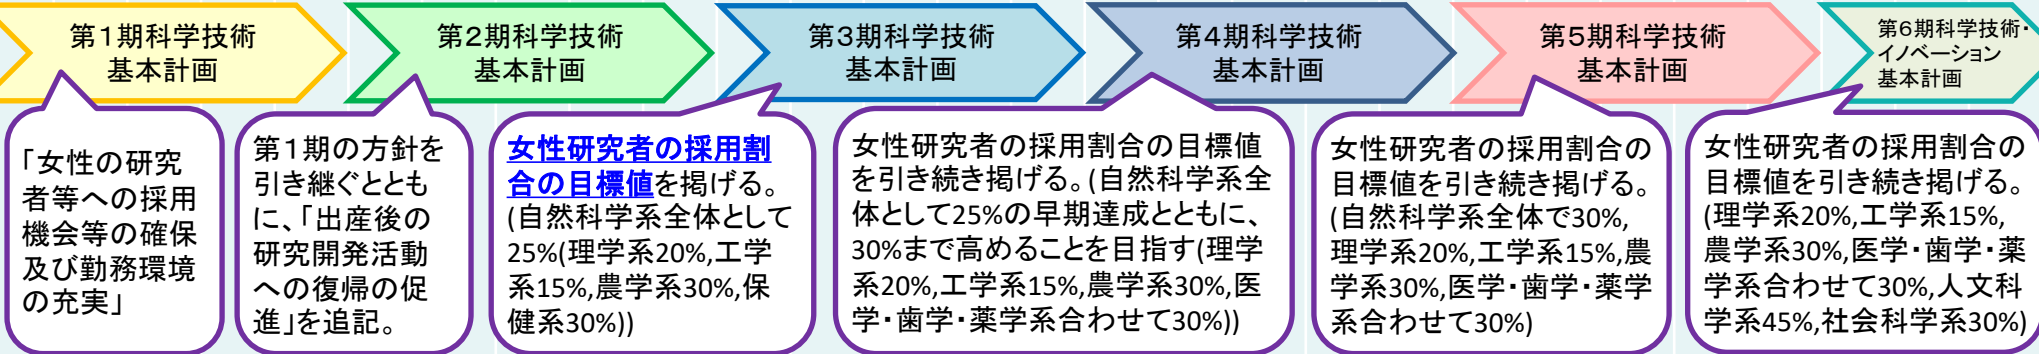 第1期科学技術
基本計画
第2期科学技術
基本計画
第3期科学技術
基本計画
第4期科学技術
基本計画
第5期科学技術
基本計画
第6期科学技術・
イノベーション
基本計画
「女性の研究
者等への採用
機会等の確保
及び勤務環境
の充実」
第1期の方針を
引き継ぐととも
に、「出産後の
研究開発活動
への復帰の促
進」を追記。
女性研究者の採用割
合の目標値を掲げる。
(自然科学系全体として
25%(理学系20%,工学
系15%,農学系30%,保
健系30%))
女性研究者の採用割合の目標値
を引き続き掲げる。(自然科学系全
体として25%の早期達成とともに、
30%まで高めることを目指す(理学
系20%,工学系15%,農学系30%,医
学・歯学・薬学系合わせて30%))
女性研究者の採用割合の
目標値を引き続き掲げる。
(自然科学系全体で30%,
理学系20%,工学系15%,農
学系30%,医学・歯学・薬学
系合わせて30%)
女性研究者の採用割合の
目標値を引き続き掲げる。
(理学系20%,工学系15%,
農学系30%,医学・歯学・薬
学系合わせて30%,人文科
学系45%,社会科学系30%)